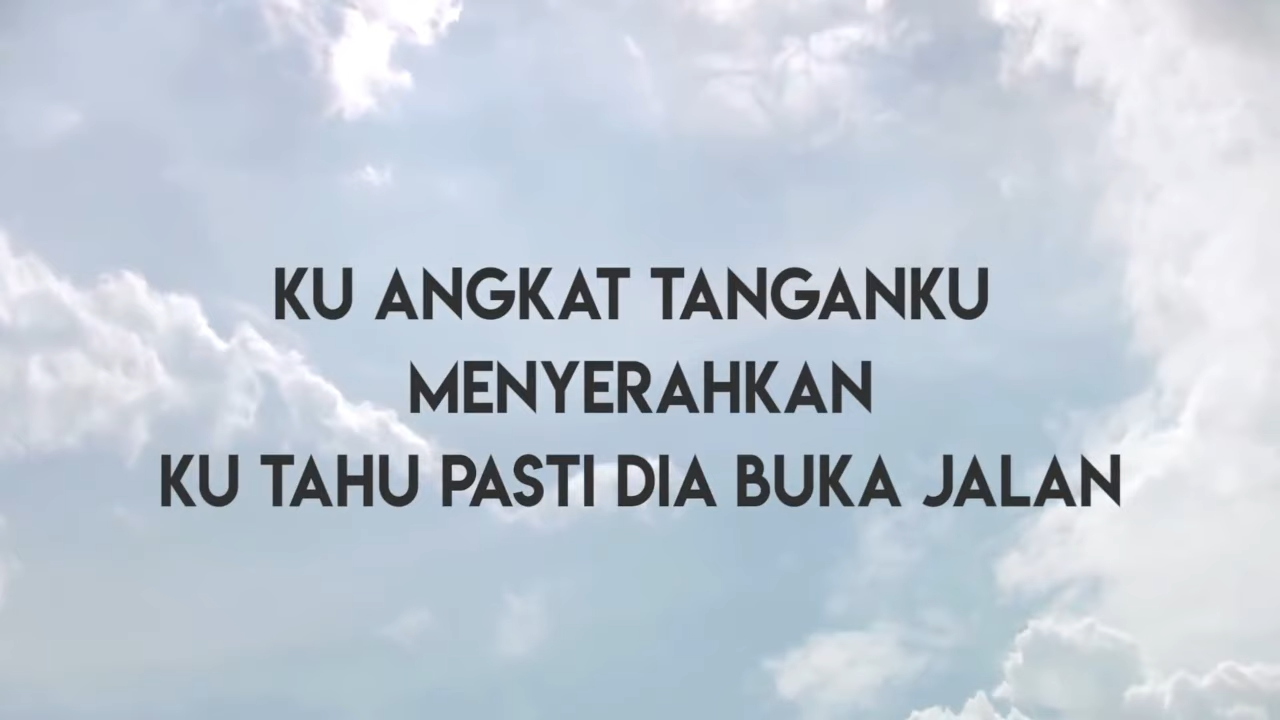 KU ANGKAT TANGANKU
MENYERAHKAN
KU TAHU PASTI DIA BUKA JALAN